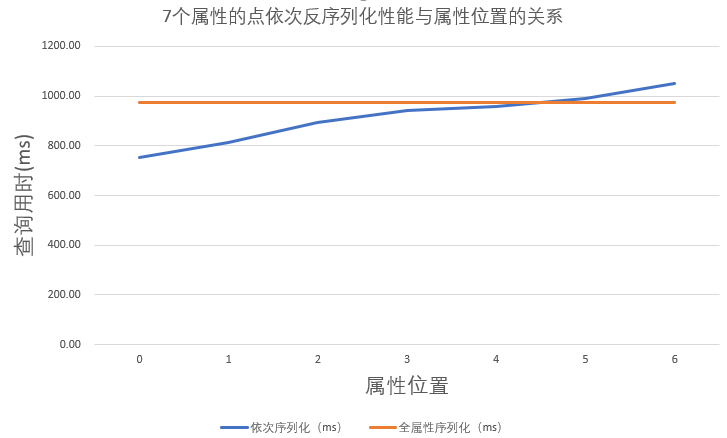 7个属性的点依次反序列化性能与属性位置的关系
1200.00
1000.00
800.00
600.00
400.00
200.00
0.00
查询用时(ms)
0 1 2 3 4 5 6
属性位置
依次序列化（ms） 全属性序列化（ms）